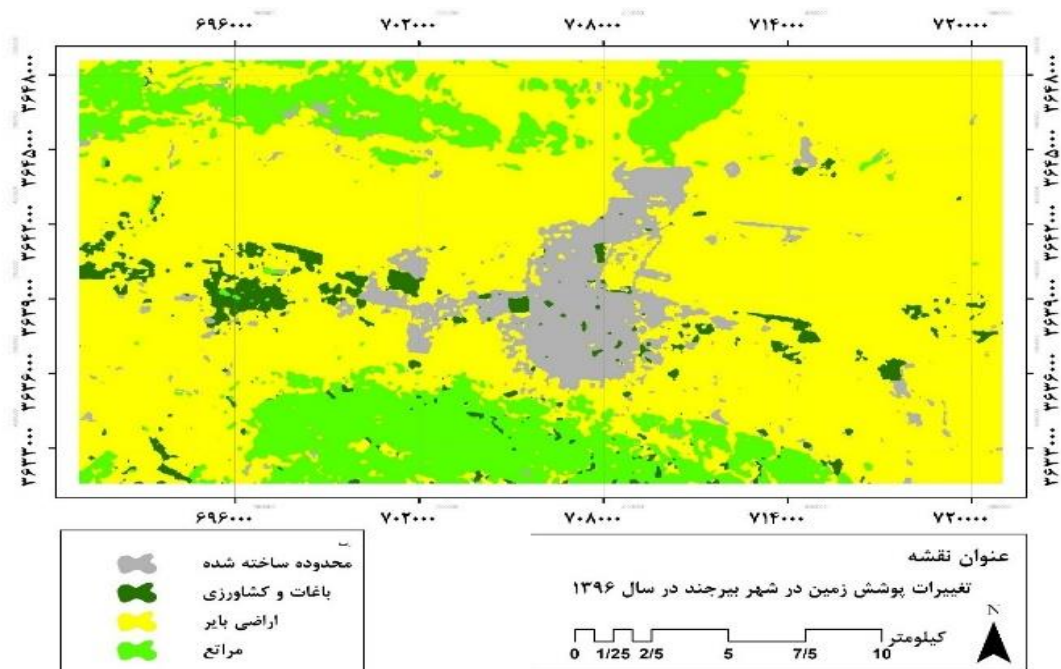 ۶۹۶۰۰۰ ۷۰۲۰۰۰ ۷۰۸۰۰۰ ۷۱۴۰۰۰ ۷۲۰۰۰۰
۳۶۴۸۰۰۰ ۳۶۴۸۰۰۰
۳۶۴۵۰۰۰ ۳۶۴۵۰۰۰
۳۶۴۲۰۰۰ ۳۶۴۲۰۰۰
۳۶۳۹۰۰۰ ۳۶۳۹۰۰۰
۳۶۳۶۰۰۰ ۳۶۳۶۰۰۰
۳۶۳۳۰۰۰ ۳۶۳۳۰۰۰
۶۹۶۰۰۰ ۷۰۲۰۰۰ ۷۰۸۰۰۰ ۷۱۴۰۰۰ ۷۲۰۰۰۰
عنوان نقشه
تغییرات پوشش زمین در شهر بیرجند در سال ۱۳۹۶
N
کیلومتر
0 1/25 2/5 5 7/5 10
محدوده ساخته شده
باغات و کشاورزی
اراضی بایر
مراتع